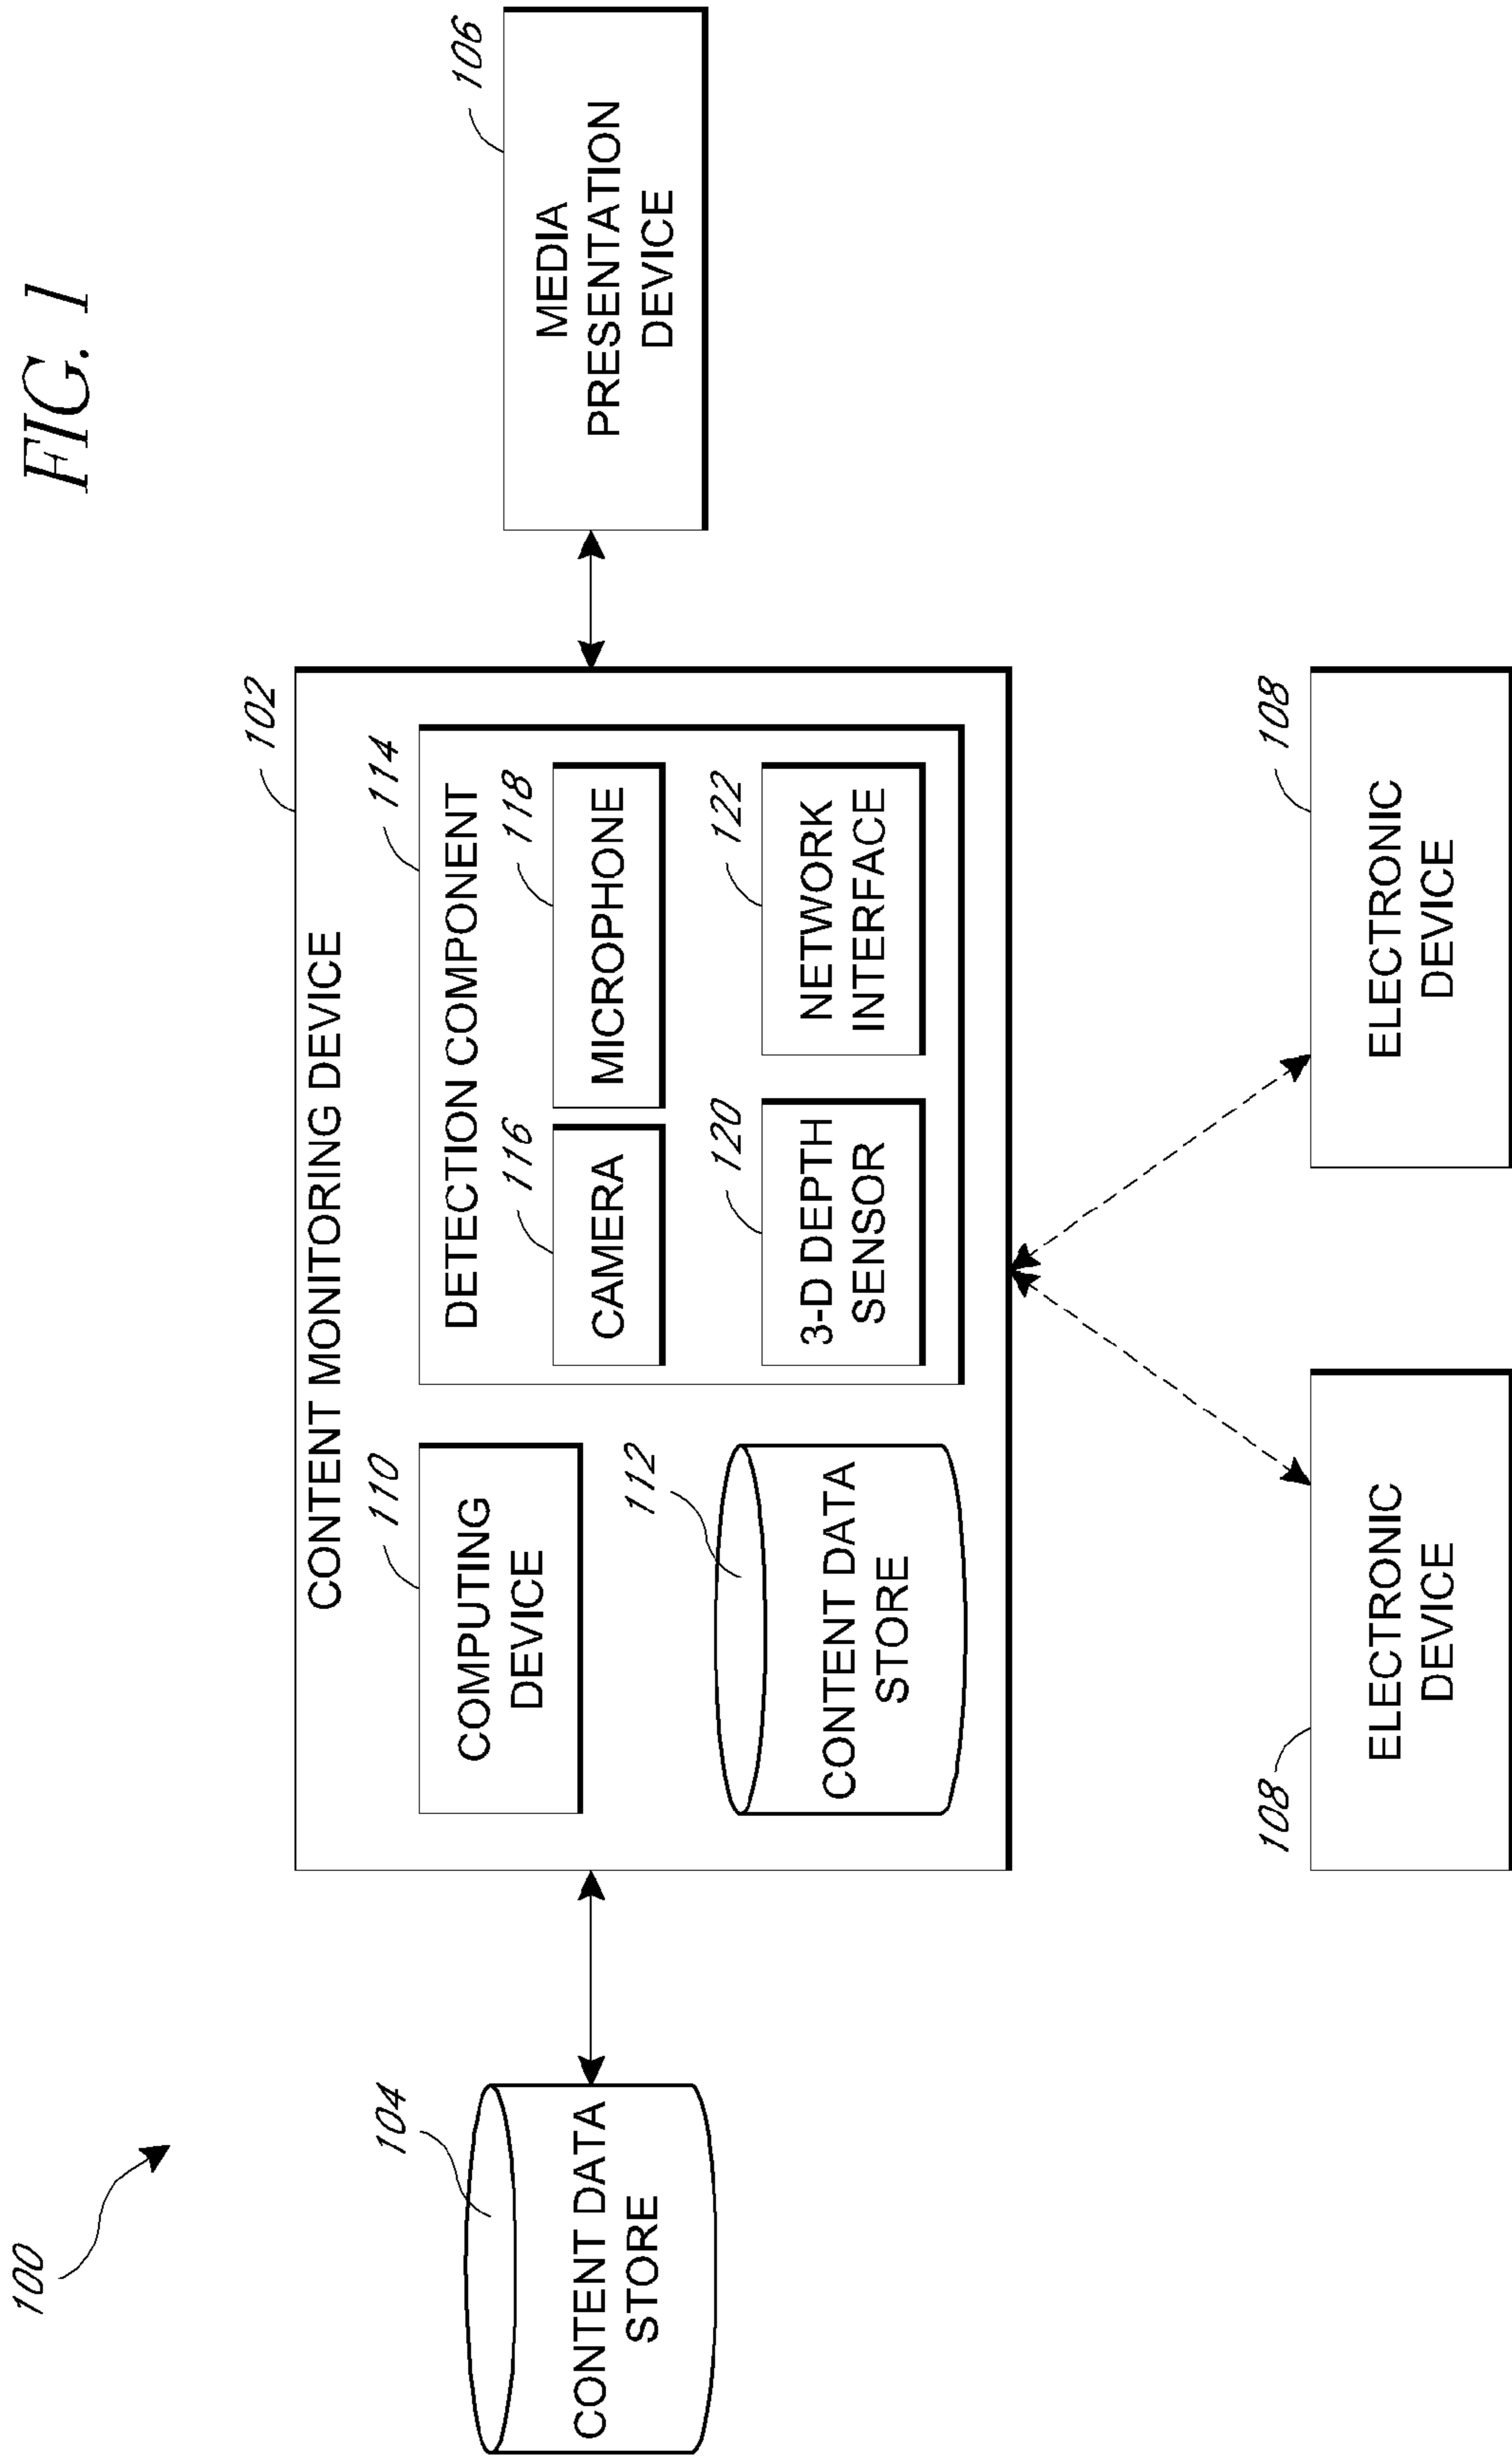 FIG. 1
100
102
CONTENT MONITORING DEVICE
104
CONTENT DATA
STORE
110
COMPUTING
DEVICE
112
CONTENT DATA
STORE
114
DETECTION COMPONENT
116
CAMERA
118
MICROPHONE
120
3-D DEPTH
SENSOR
122
NETWORK
INTERFACE
106
MEDIA
PRESENTATION
DEVICE
108
ELECTRONIC
DEVICE
108
ELECTRONIC
DEVICE